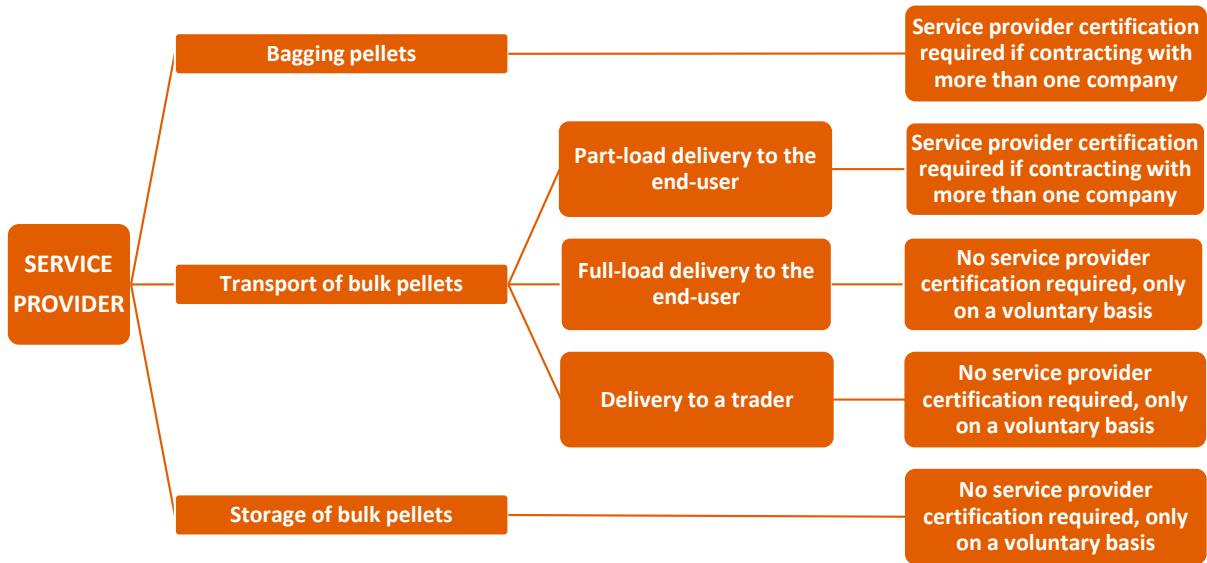 SERVICE
PROVIDER
Bagging pellets
Service provider certification
required if contracting with
more than one company
Transport of bulk pellets
Part-load delivery to the
end-user
Service provider certification
required if contracting with
more than one company
Full-load delivery to the
end-user
No service provider
certification required, only
on a voluntary basis
Delivery to a trader
No service provider
certification required, only
on a voluntary basis
Storage of bulk pellets
No service provider
certification required, only
on a voluntary basis